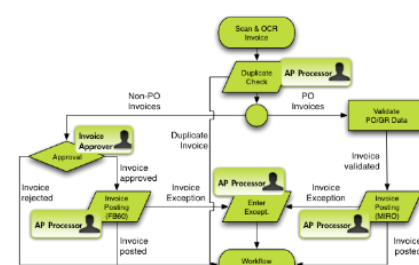 Scan & OCR
Invoice
Duplicate
Check
AP Processor
Non-PO
Invoices
PO
Invoices
Invoice
Approver
Duplicate
Invoice
Validate
PO/GR Data
Approval
Invoice
approved
Invoice
validated
Invoice
rejected
AP Processor
Invoice
Posting
(FB60)
AP Processor
Invoice
Exception
Enter
Except.
Invoice
Exception
AP Processor
Invoice
Posting
(MIRO)
Invoice
posted
Invoice
posted
Workflow